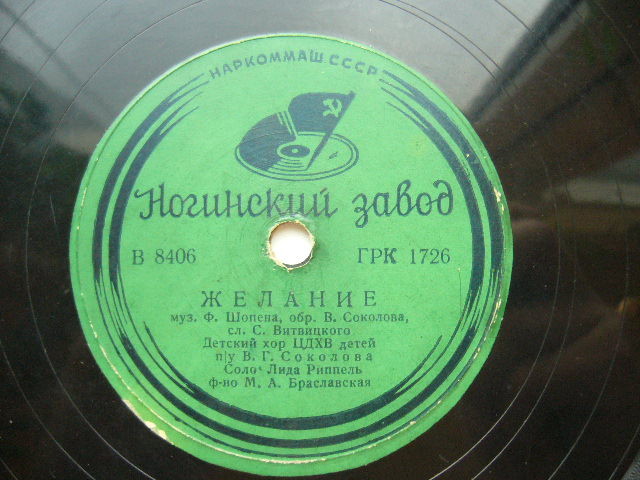 НАРКОММАШ СССР
Ногинский завод
В 8406 ГРК 1726
ЖЕЛАНИЕ
муз. Ф. Шопена, обр. В. Соколова,
сл. С. Витвицкого
Детский хор ЦДХВ детей
п/у В. Г. Соколова
Соло Лида Риппель
ф-но М. А. Браславская